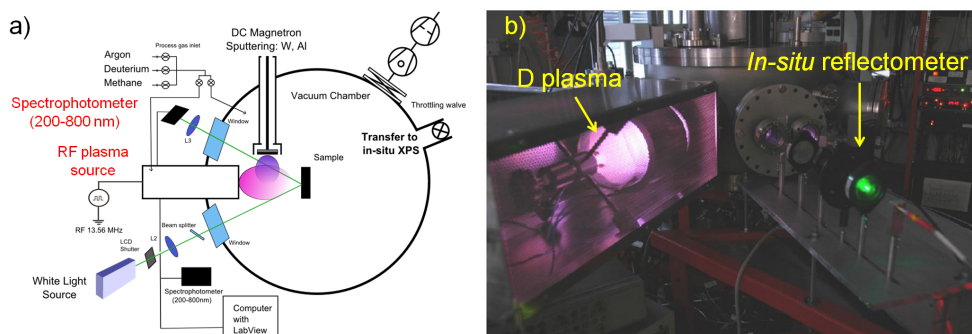 a)
DC Magnetron
Sputtering: W, Al
Process gas inlet
Argon
Deuterium
Methane
Spectrophotometer
(200-800 nm)
L3
Window
Vacuum Chamber
Throttling walve
Transfer to
in-situ XPS
RF plasma
source
Sample
RF 13.56 MHz
Beam splitter
Window
LCD
Shutter
L2
White Light
Source
Spectrophotometer
(200-800nm)
Computer
with
LabView
b)
D plasma
In-situ reflectometer